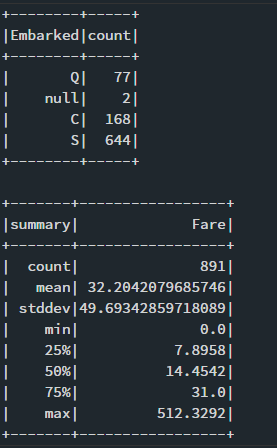 +--------+-----+
|Embarked|count|
+--------+-----+
|       Q|   77|
|    null|    2|
|       C|  168|
|       S|  644|
+--------+-----+

+-------+-----------------+
|summary|             Fare|
+-------+-----------------+
|  count|              891|
|   mean| 32.2042079685746|
| stddev|49.69342859718089|
|    min|              0.0|
|    25%|           7.8958|
|    50%|          14.4542|
|    75%|             31.0|
|    max|         512.3292|
+-------+-----------------+